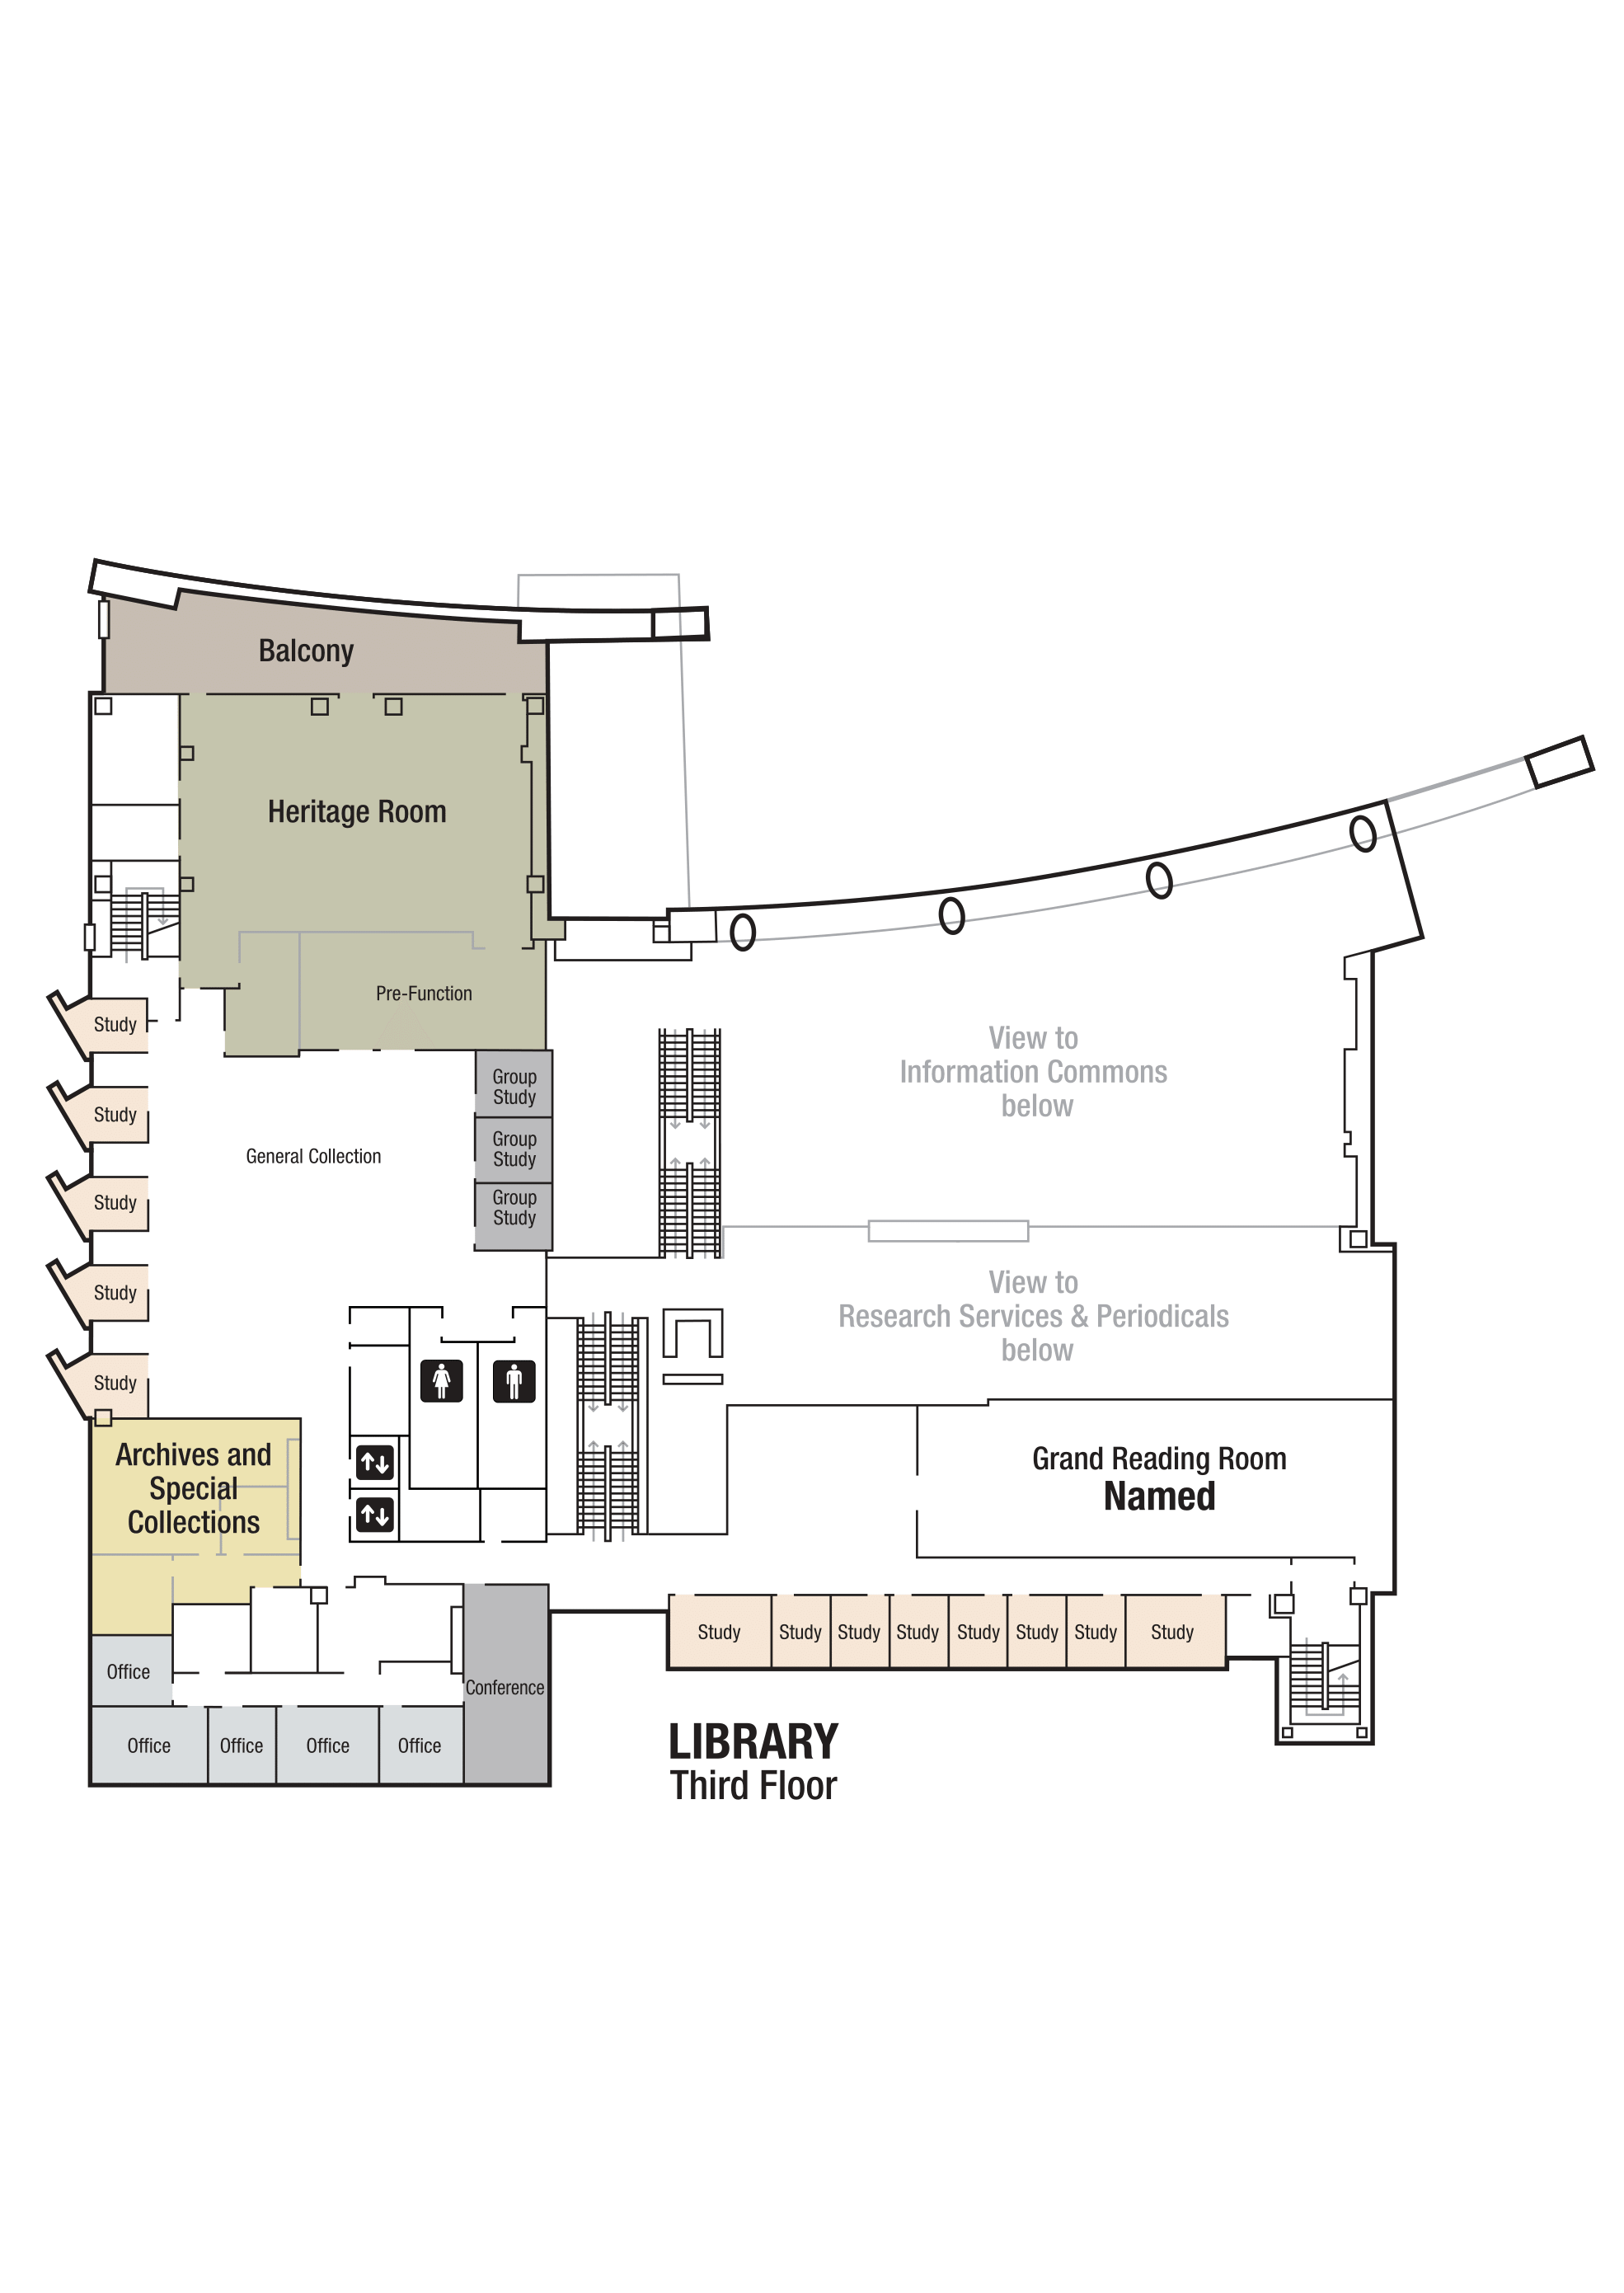 Balcony
Heritage Room
Pre-Function
Study
Study
Study
Study
Study
General Collection
Group
Study
Group
Study
Group
Study
View to
Information Commons
below
View to
Research Services & Periodicals
below
Archives and
Special
Collections
Grand Reading Room
Named
Study
Study
Study
Study
Study
Study
Study
Study
Office
Conference
Office
Office
Office
Office
LIBRARY
Third Floor